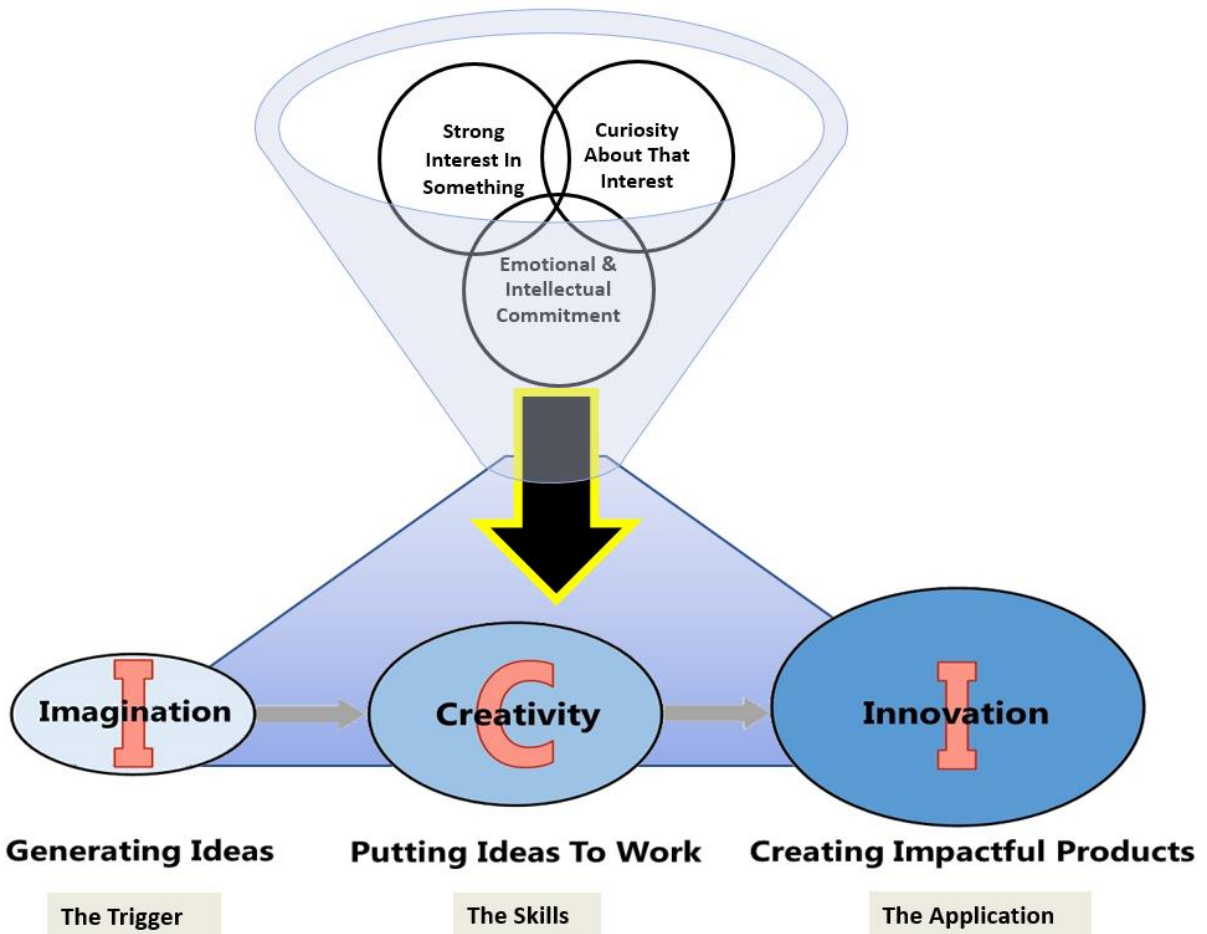 Strong
Interest In
Something
Curiosity
About That
Interest
Emotional &
Intellectual
Commitment
I
Imagination
C
Creativity
I
Innovation
Generating Ideas
Putting Ideas To Work
Creating Impactful Products
The Trigger
The Skills
The Application